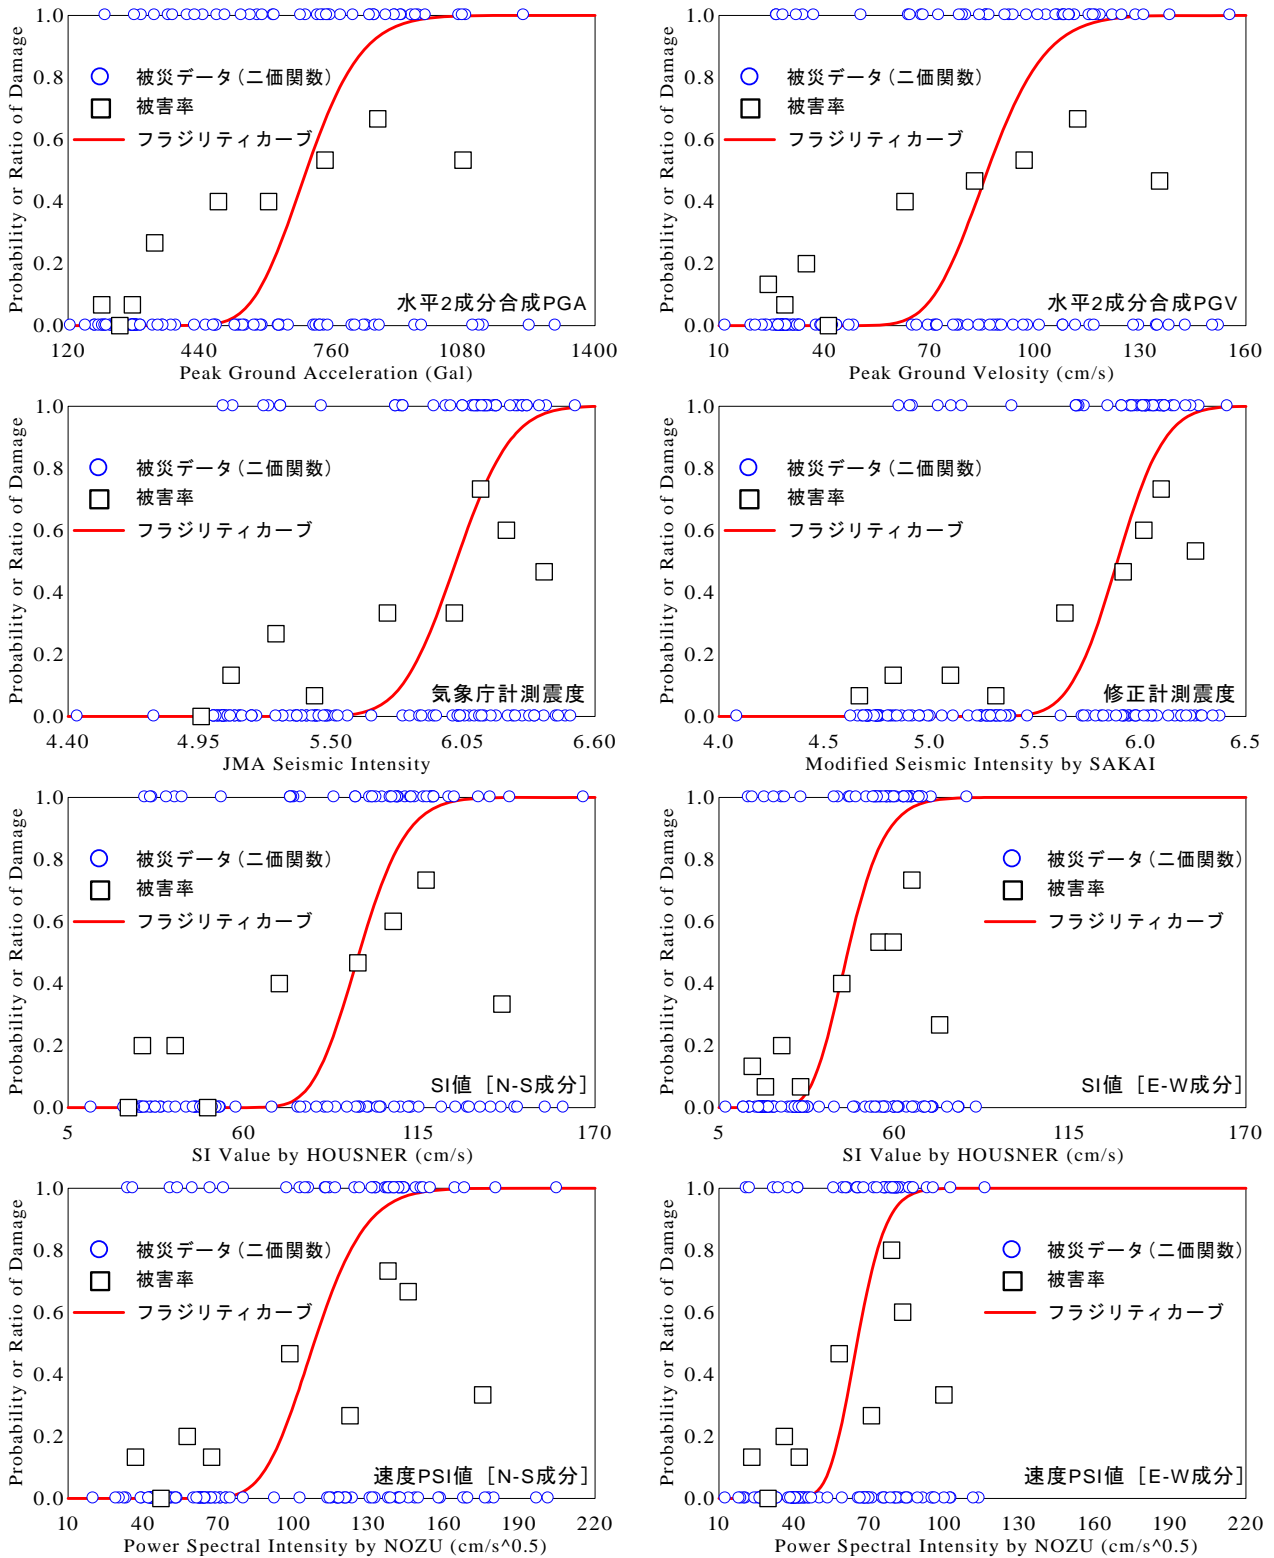 Probability or Ratio of Damage
1.0
0.8
0.6
0.4
0.2
0.0
被災データ(二価関数)
被害率
フラジリティカーブ
水平2成分合成PGA
120 440 760 1080 1400
Peak Ground Acceleration (Gal)
Probability or Ratio of Damage
1.0
0.8
0.6
0.4
0.2
0.0
被災データ(二価関数)
被害率
フラジリティカーブ
水平2成分合成PGV
10 40 70 100 130 160
Peak Ground Velosity (cm/s)
Probability or Ratio of Damage
1.0
0.8
0.6
0.4
0.2
0.0
被災データ(二価関数)
被害率
フラジリティカーブ
気象庁計測震度
4.40 4.95 5.50 6.05 6.60
JMA Seismic Intensity
Probability or Ratio of Damage
1.0
0.8
0.6
0.4
0.2
0.0
被災データ(二価関数)
被害率
フラジリティカーブ
修正計測震度
4.0 4.5 5.0 5.5 6.0 6.5
Modified Seismic Intensity by SAKAI
Probability or Ratio of Damage
1.0
0.8
0.6
0.4
0.2
0.0
被災データ(二価関数)
被害率
フラジリティカーブ
SI値 [N-S成分]
5 60 115 170
SI Value by HOUSNER (cm/s)
Probability or Ratio of Damage
1.0
0.8
0.6
0.4
0.2
0.0
被災データ(二価関数)
被害率
フラジリティカーブ
SI値 [E-W成分]
5 60 115 170
SI Value by HOUSNER (cm/s)
Probability or Ratio of Damage
1.0
0.8
0.6
0.4
0.2
0.0
被災データ(二価関数)
被害率
フラジリティカーブ
速度PSI値 [N-S成分]
10 40 70 100 130 160 190 220
Power Spectral Intensity by NOZU (cm/s^0.5)
Probability or Ratio of Damage
1.0
0.8
0.6
0.4
0.2
0.0
被災データ(二価関数)
被害率
フラジリティカーブ
速度PSI値 [E-W成分]
10 40 70 100 130 160 190 220
Power Spectral Intensity by NOZU (cm/s^0.5)